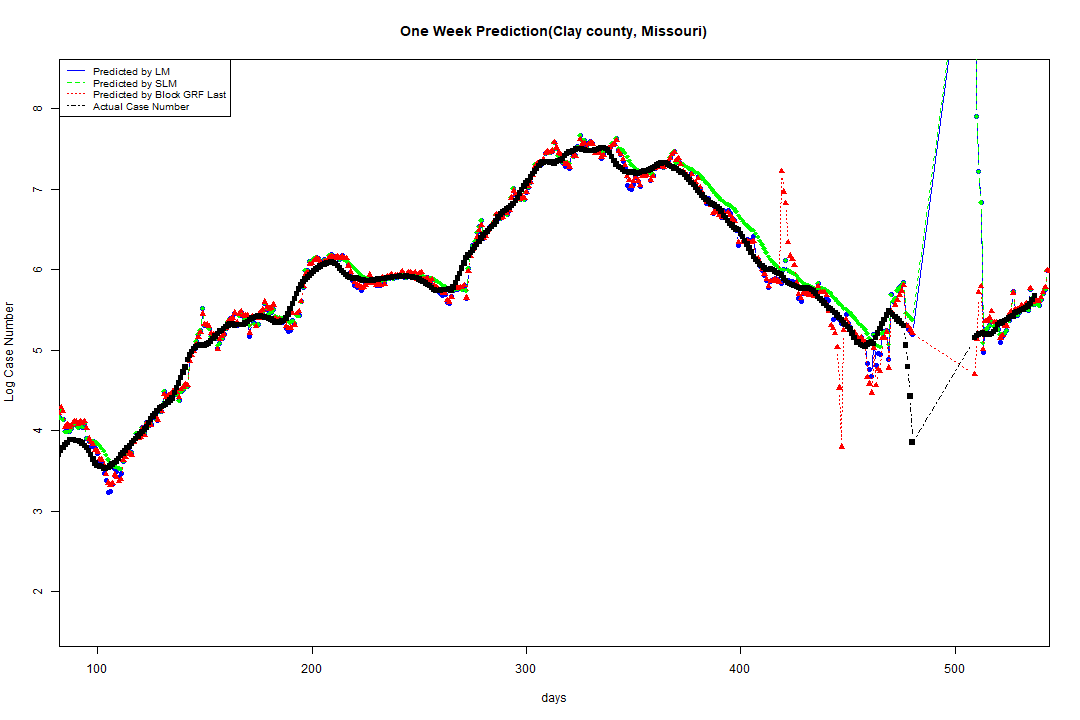 One Week Prediction(Clay county, Missouri)
Predicted by LM
Predicted by SLM
Predicted by Block GRF Last
Actual Case Number
Log Case Number
8
7
6
5
4
3
2
100 200 300 400 500
days